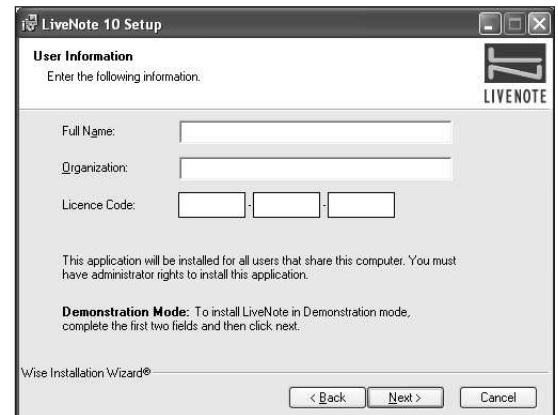 LiveNote 10 Setup
User Information
Enter the following information.
LIVENOTE
Full Name:
Organization:
Licence Code:
- -
This application will be installed for all users that share this computer. You must
have administrator rights to install this application.
Demonstration Mode: To install LiveNote in Demonstration mode,
complete the first two fields and then click next.
Wise Installation Wizard®
< Back Next > Cancel